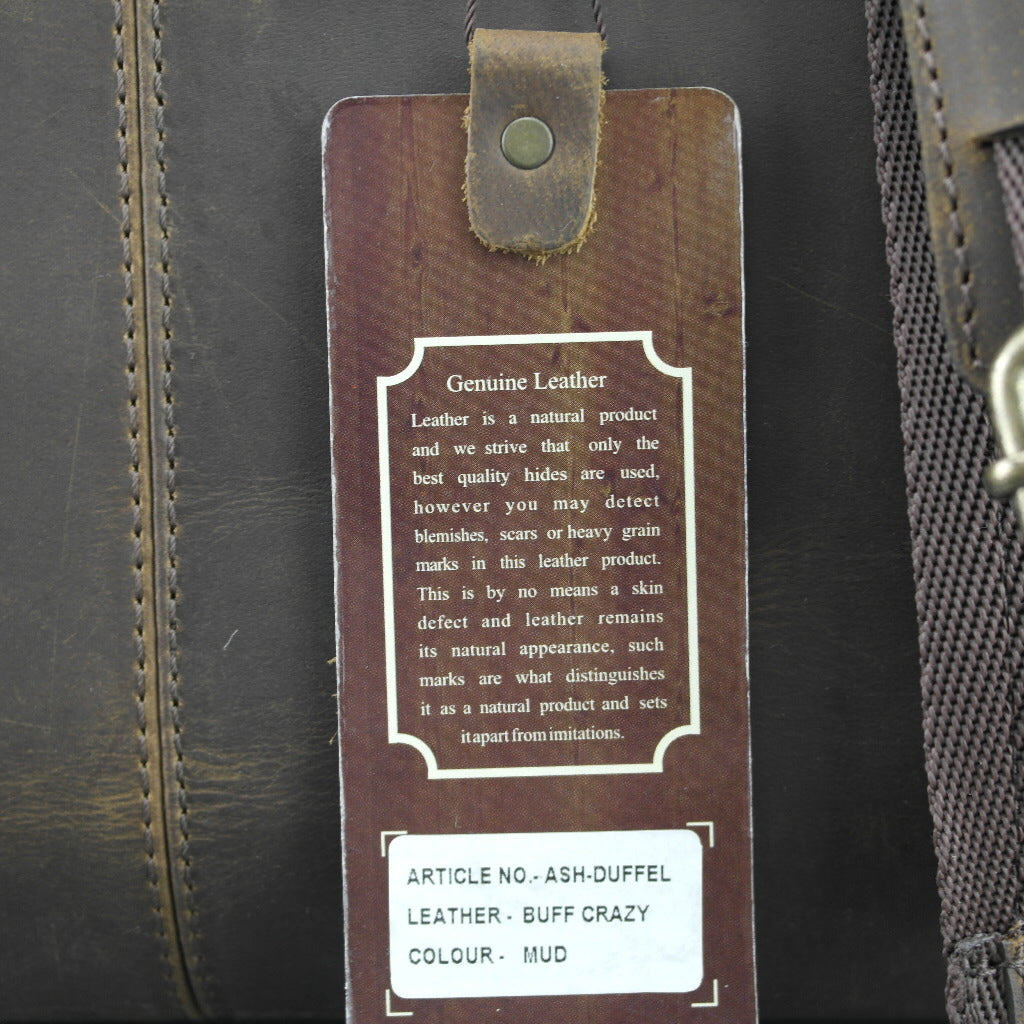 Genuine Leather
Leather is a natural product
and we strive that only the
best quality hides are used,
however you may detect
blemishes, scars or heavy grain
marks in this leather product.
This is by no means a skin
defect and leather remains
its natural appearance, such
marks are what distinguishes
it as a natural product and sets
it apart from imitations.
ARTICLE NO.- ASH-DUFFEL
LEATHER - BUFF CRAZY
COLOUR - MUD